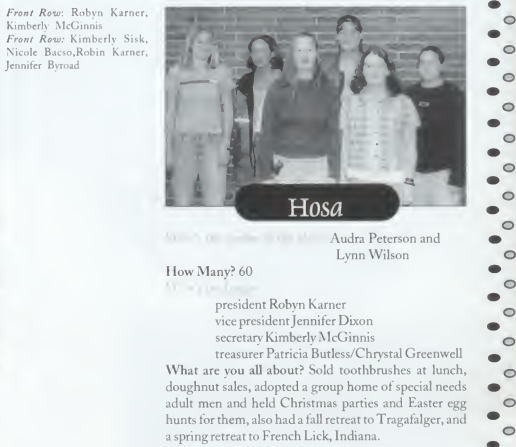 Front Row: Robyn Karner,
Kimberly McGinnis
Front Row: Kimberly Sisk,
Nicole Bacso,Robin Karner,
Jennifer Byroad
Hosa
Audra Peterson and
Lynn Wilson
How Many? 60
president Robyn Karner
vice president Jennifer Dixon
secretary Kimberly McGinnis
treasurer Patricia Butless/Chrystal Greenwell
What are you all about? Sold toothbrushes at lunch,
doughnut sales, adopted a group home of special needs
adult men and held Christmas parties and Easter egg
hunts for them, also had a fall retreat to Tragafalger, and
a spring retreat to French Lick, Indiana.